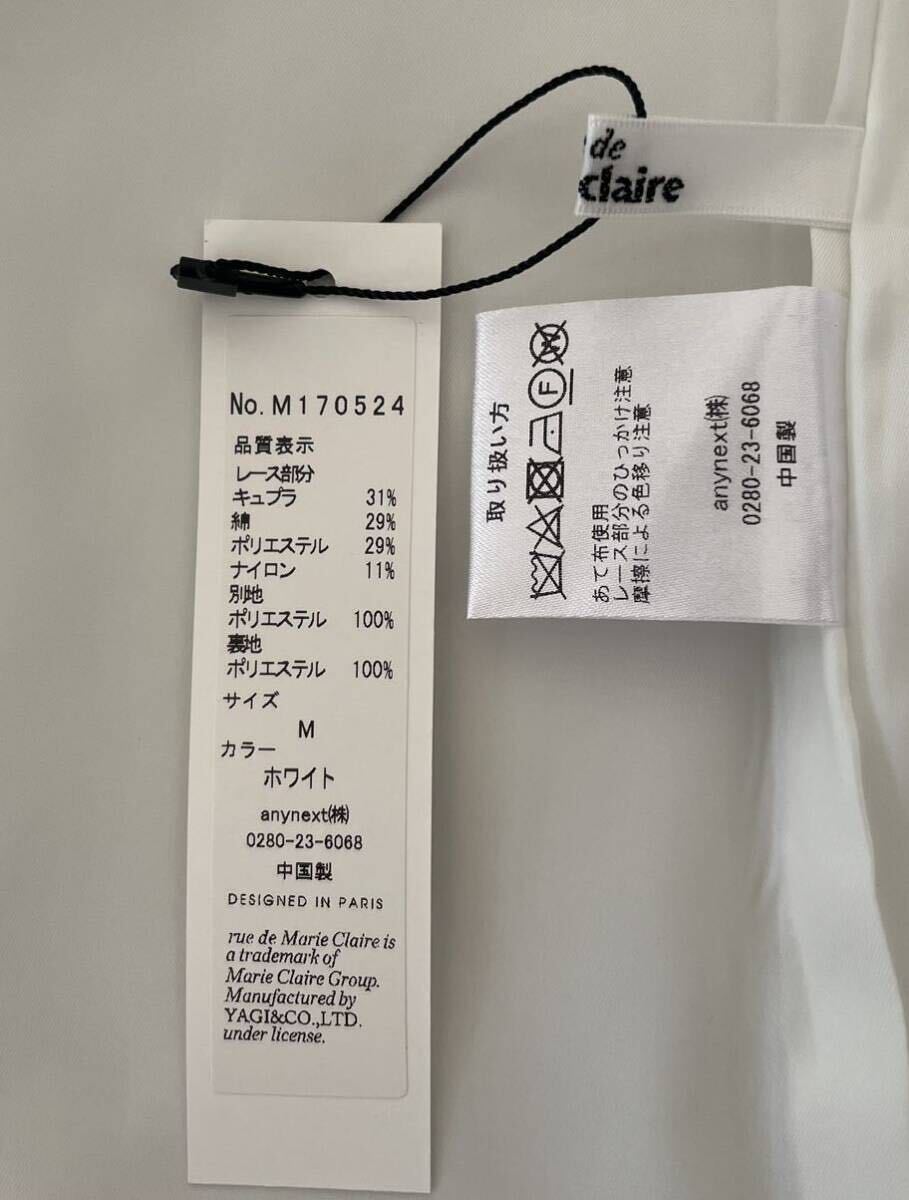 de
claire
No. M170524
品質表示
レース部分
キュプラ 31%
綿 29%
ポリエステル 29%
ナイロン 11%
別地
ポリエステル 100%
裏地
ポリエステル 100%
サイズ
M
カラー
ホワイト
anynext㈱
0280-23-6068
中国製
DESIGNED IN PARIS
rue de Marie Claire is
a trademark of
Marie Claire Group.
Manufactured by
YAGI&CO.,LTD.
under license.
取り扱い方
F
W
あて布使用
レース部分のひっかけ注意
摩擦による色移り注意
anynext㈱
0280-23-6068
中国製